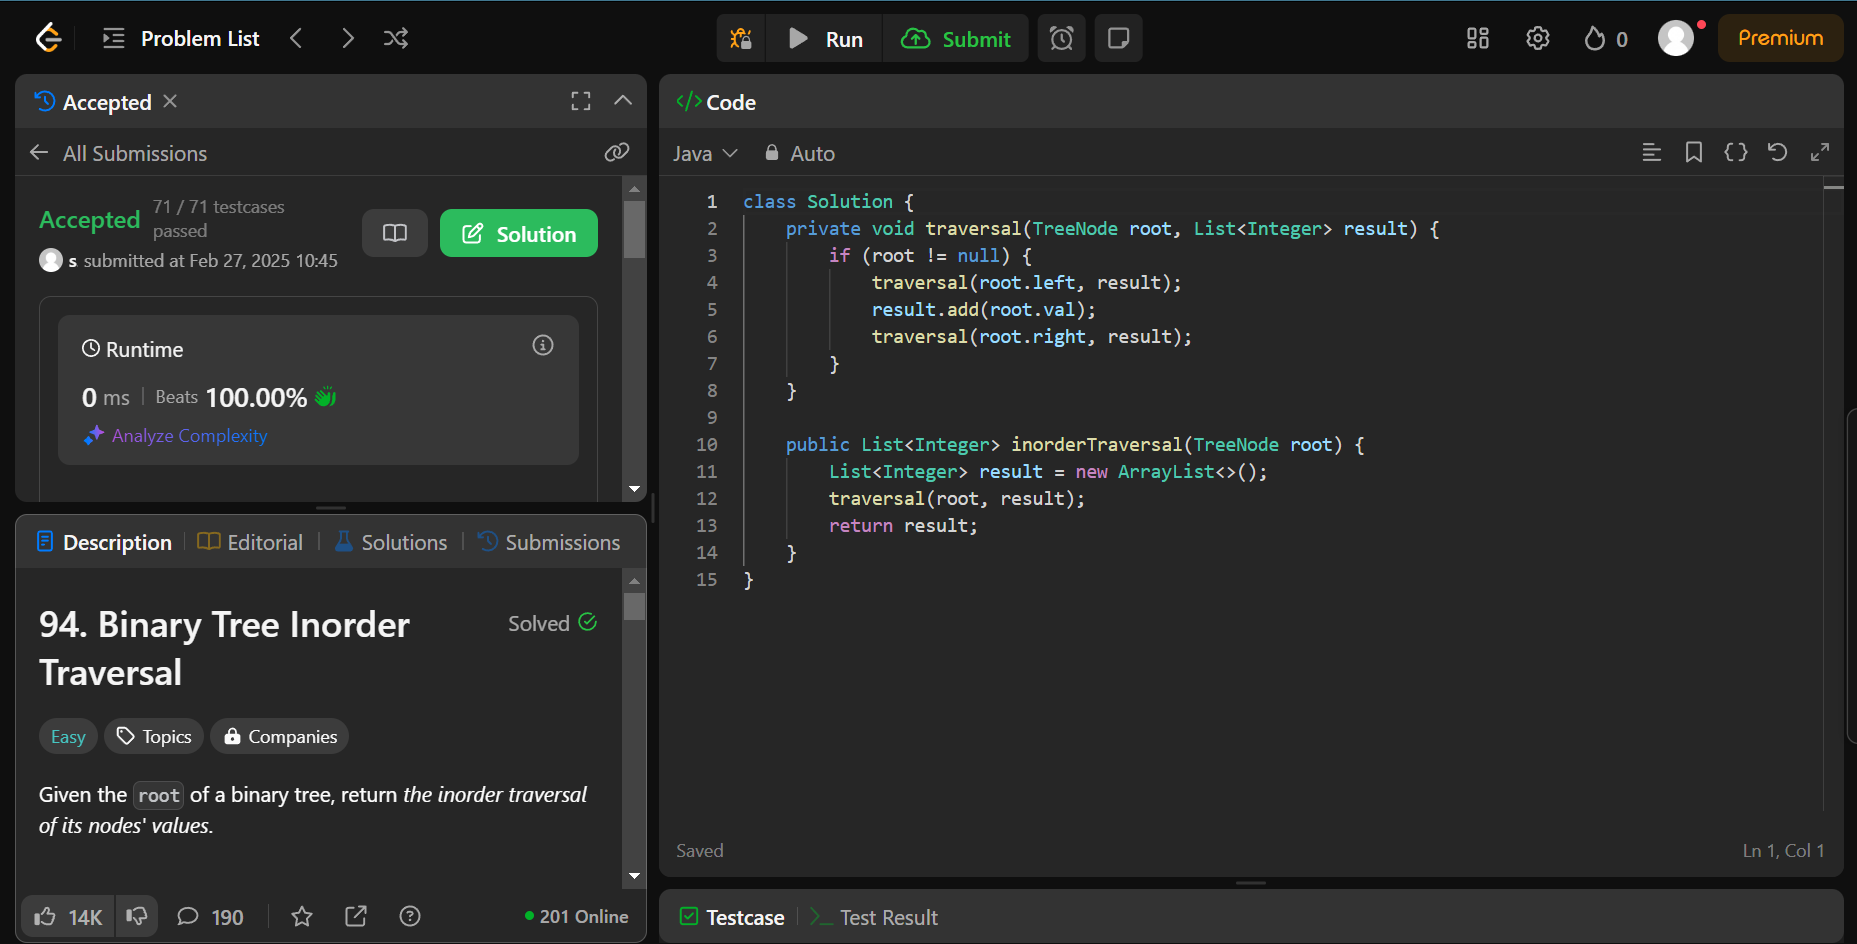 Problem List
Run
Submit
0
Premium
Accepted
All Submissions
Accepted
71 / 71 testcases
passed
s submitted at Feb 27, 2025 10:45
Solution
Runtime
0 ms
Beats 100.00%
Analyze Complexity
Description
Editorial
Solutions
Submissions
94. Binary Tree Inorder
Traversal
Solved
Easy
Topics
Companies
Given the root of a binary tree, return the inorder traversal
of its nodes' values.
14K
190
201 Online
</> Code
Java
Auto
1 class Solution {
2     private void traversal(TreeNode root, List<Integer> result) {
3         if (root != null) {
4             traversal(root.left, result);
5             result.add(root.val);
6             traversal(root.right, result);
7         }
8     }
9
10     public List<Integer> inorderTraversal(TreeNode root) {
11         List<Integer> result = new ArrayList<>();
12         traversal(root, result);
13         return result;
14     }
15 }
Saved
Ln 1, Col 1
Testcase
Test Result